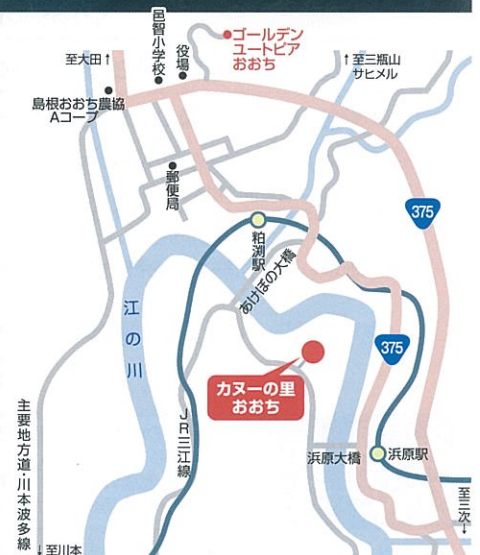 邑智小学校
役場
ゴールデン
ユートピア
おおち
至大田↑
↑至三瓶山
サヒメル
島根おおち農協
Aコープ
郵便局
375
粕淵駅
あけぼの大橋
江の川
375
カヌーの里
おおち
JR三江線
主要地方道・川本波多線
浜原大橋
浜原駅
至三次↓
↓至川本